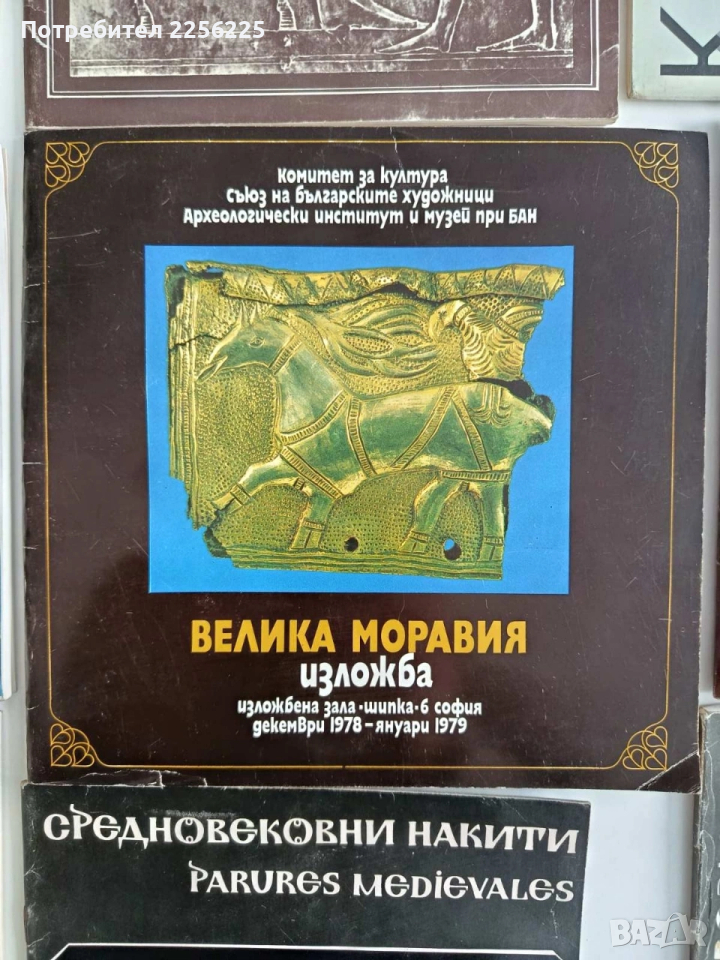 Потребител 2256225
К
Комитет за култура
Съюз на българските художници
Археологически институт и музей при БАН
ВЕЛИКА МОРАВИЯ
изложба
изложбена зала •шипка•6 софия
декември 1978 – януари 1979
СРЕДНОВЕКОВНИ НАКИТИ
PARURES MEDIEVALES
BAZAR